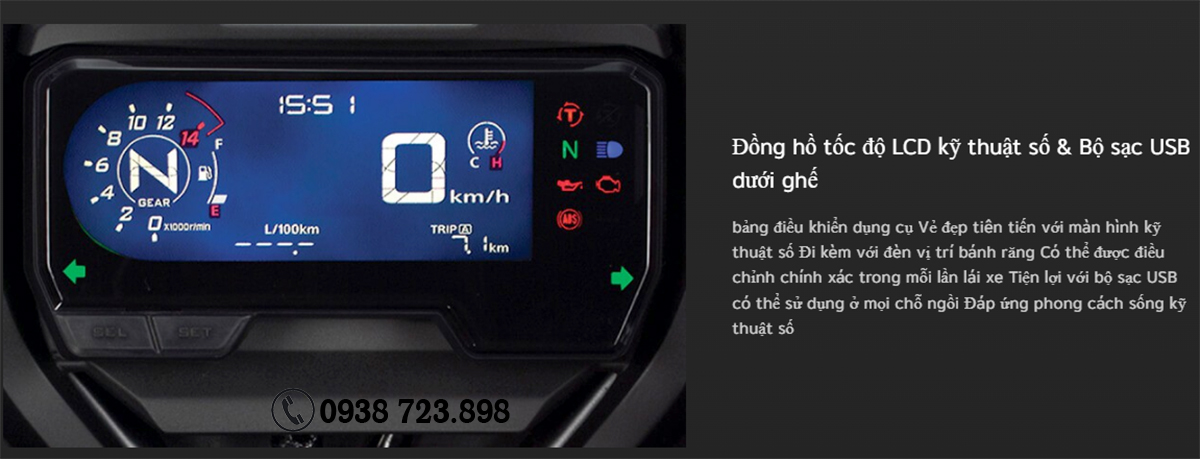 15:51
8 10 12 14
6
4
2
0 x1000r/min
N
GEAR
F
E
0 km/h
C H
L/100km
TRIP A
7.1km
T
N
ABS
SEL SET
0938 723.898
Đồng hồ tốc độ LCD kỹ thuật số & Bộ sạc USB
dưới ghế
bảng điều khiển dụng cụ Vẻ đẹp tiên tiến với màn hình kỹ
thuật số Đi kèm với đèn vị trí bánh răng Có thể được điều
chỉnh chính xác trong mỗi lần lái xe Tiện lợi với bộ sạc USB
có thể sử dụng ở mọi chỗ ngồi Đáp ứng phong cách sống kỹ
thuật số